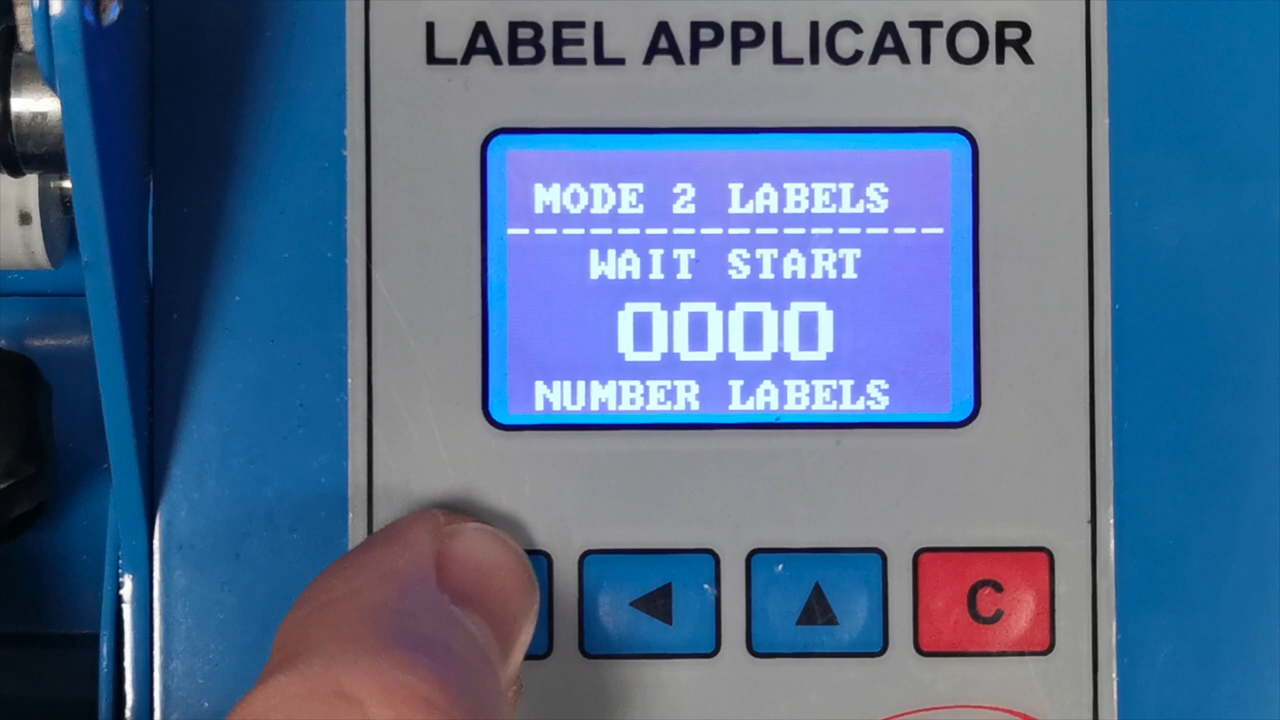 LABEL APPLICATOR
MODE 2 LABELS
----------------
WAIT START
0000
NUMBER LABELS
C